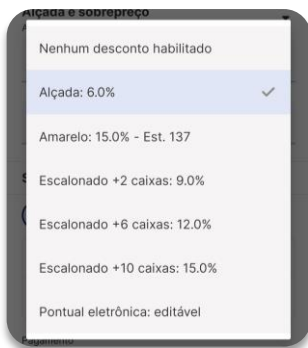 Alçada e sobrepreço
Nenhum desconto habilitado
Alçada: 6.0%
Amarelo: 15.0% - Est. 137
Escalonado +2 caixas: 9.0%
Escalonado +6 caixas: 12.0%
Escalonado +10 caixas: 15.0%
Pontual eletrônica: editável
Pagamento